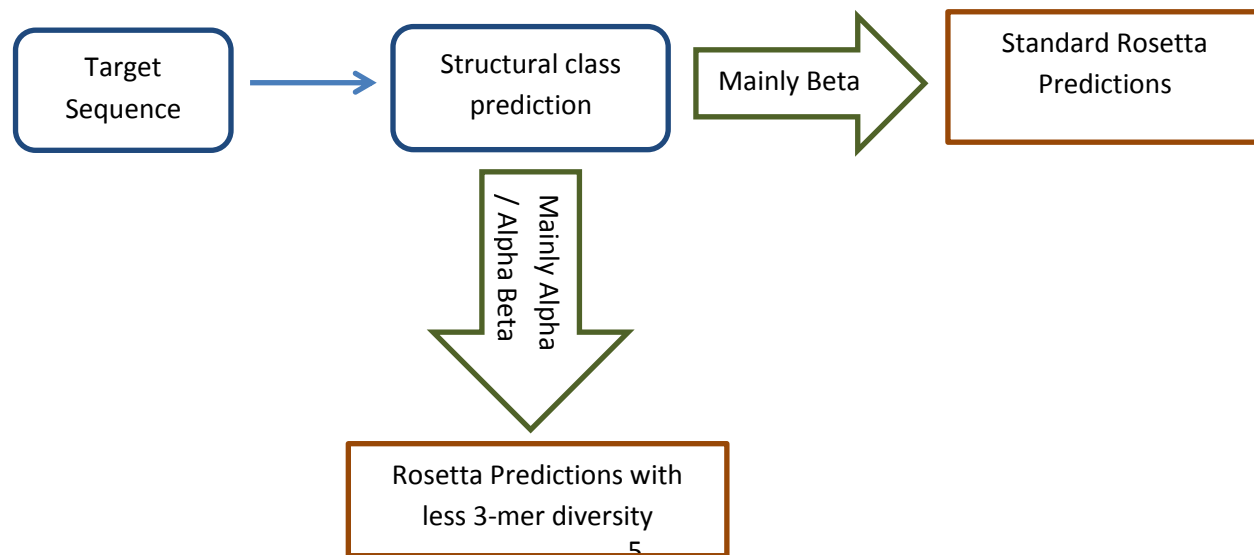 Target
Sequence
Structural class
prediction
Mainly Beta
Standard Rosetta
Predictions
Mainly Alpha
/ Alpha Beta
Rosetta Predictions with
less 3-mer diversity
5